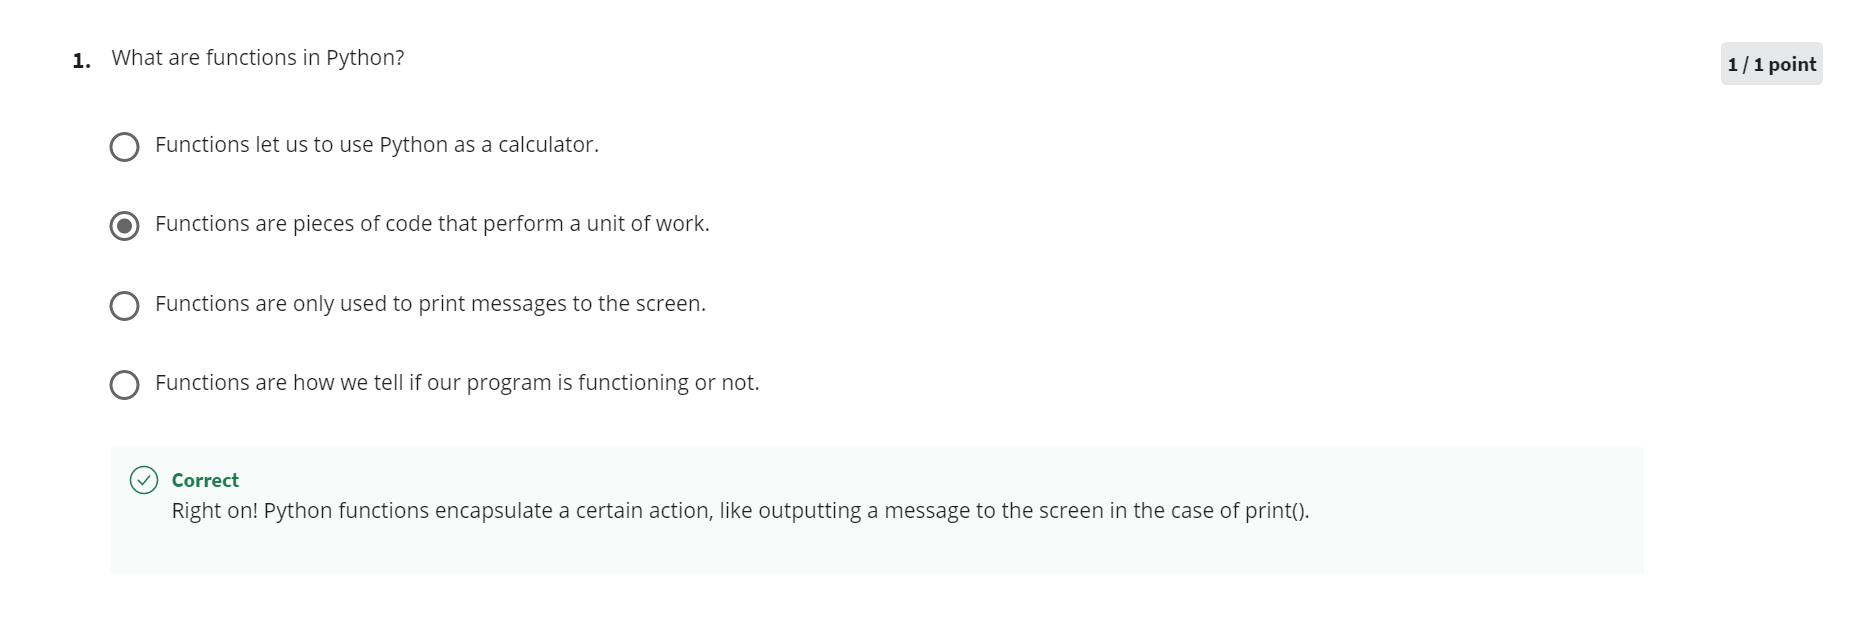 1. What are functions in Python?
1 / 1 point
Functions let us to use Python as a calculator.
Functions are pieces of code that perform a unit of work.
Functions are only used to print messages to the screen.
Functions are how we tell if our program is functioning or not.
Correct
Right on! Python functions encapsulate a certain action, like outputting a message to the screen in the case of print().